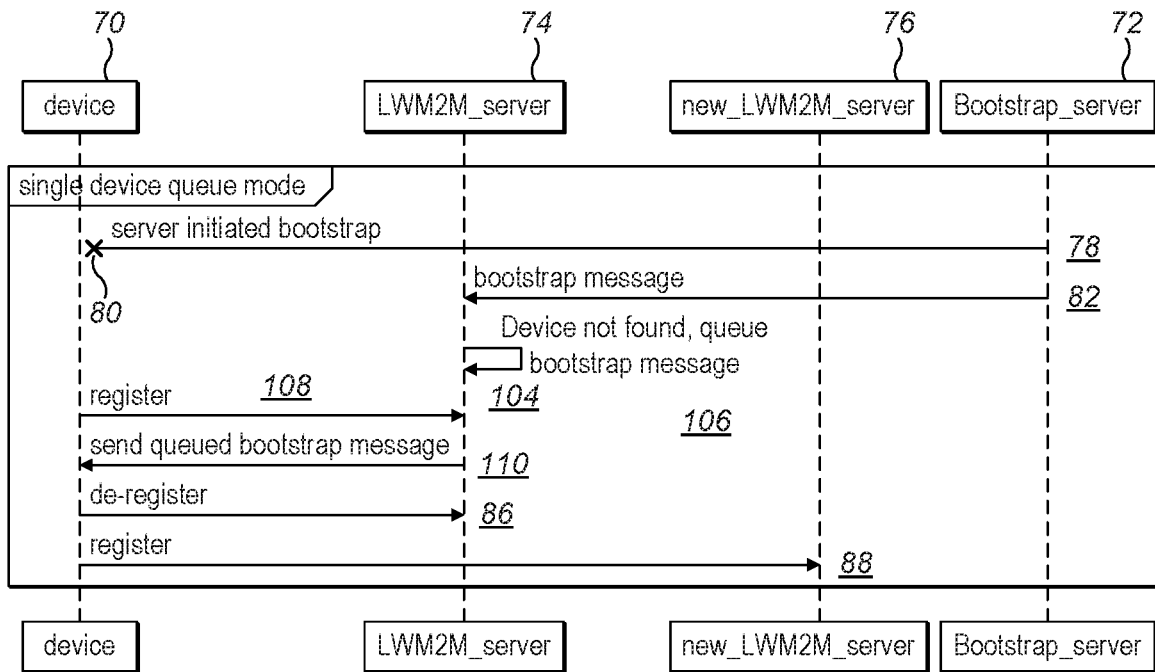 70
74
76
72
device
LWM2M_server
new_LWM2M_server
Bootstrap_server
single device queue mode
server initiated bootstrap
78
80
bootstrap message
82
Device not found, queue
bootstrap message
104
106
register
108
send queued bootstrap message
110
de-register
86
register
88
device
LWM2M_server
new_LWM2M_server
Bootstrap_server